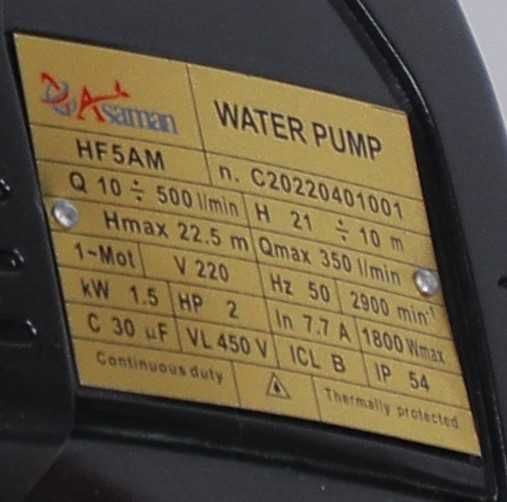 Asaman WATER PUMP
HF5AM n. C20220401001
Q 10 ÷ 500 l/min H 21 ÷ 10 m
Hmax 22.5 m Qmax 350 l/min
1~Mot V 220 Hz 50 2900 min⁻¹
kW 1.5 HP 2 In 7.7 A 1800 Wmax
C 30 µF VL 450 V ICL B IP 54
Continuous duty Thermally protected